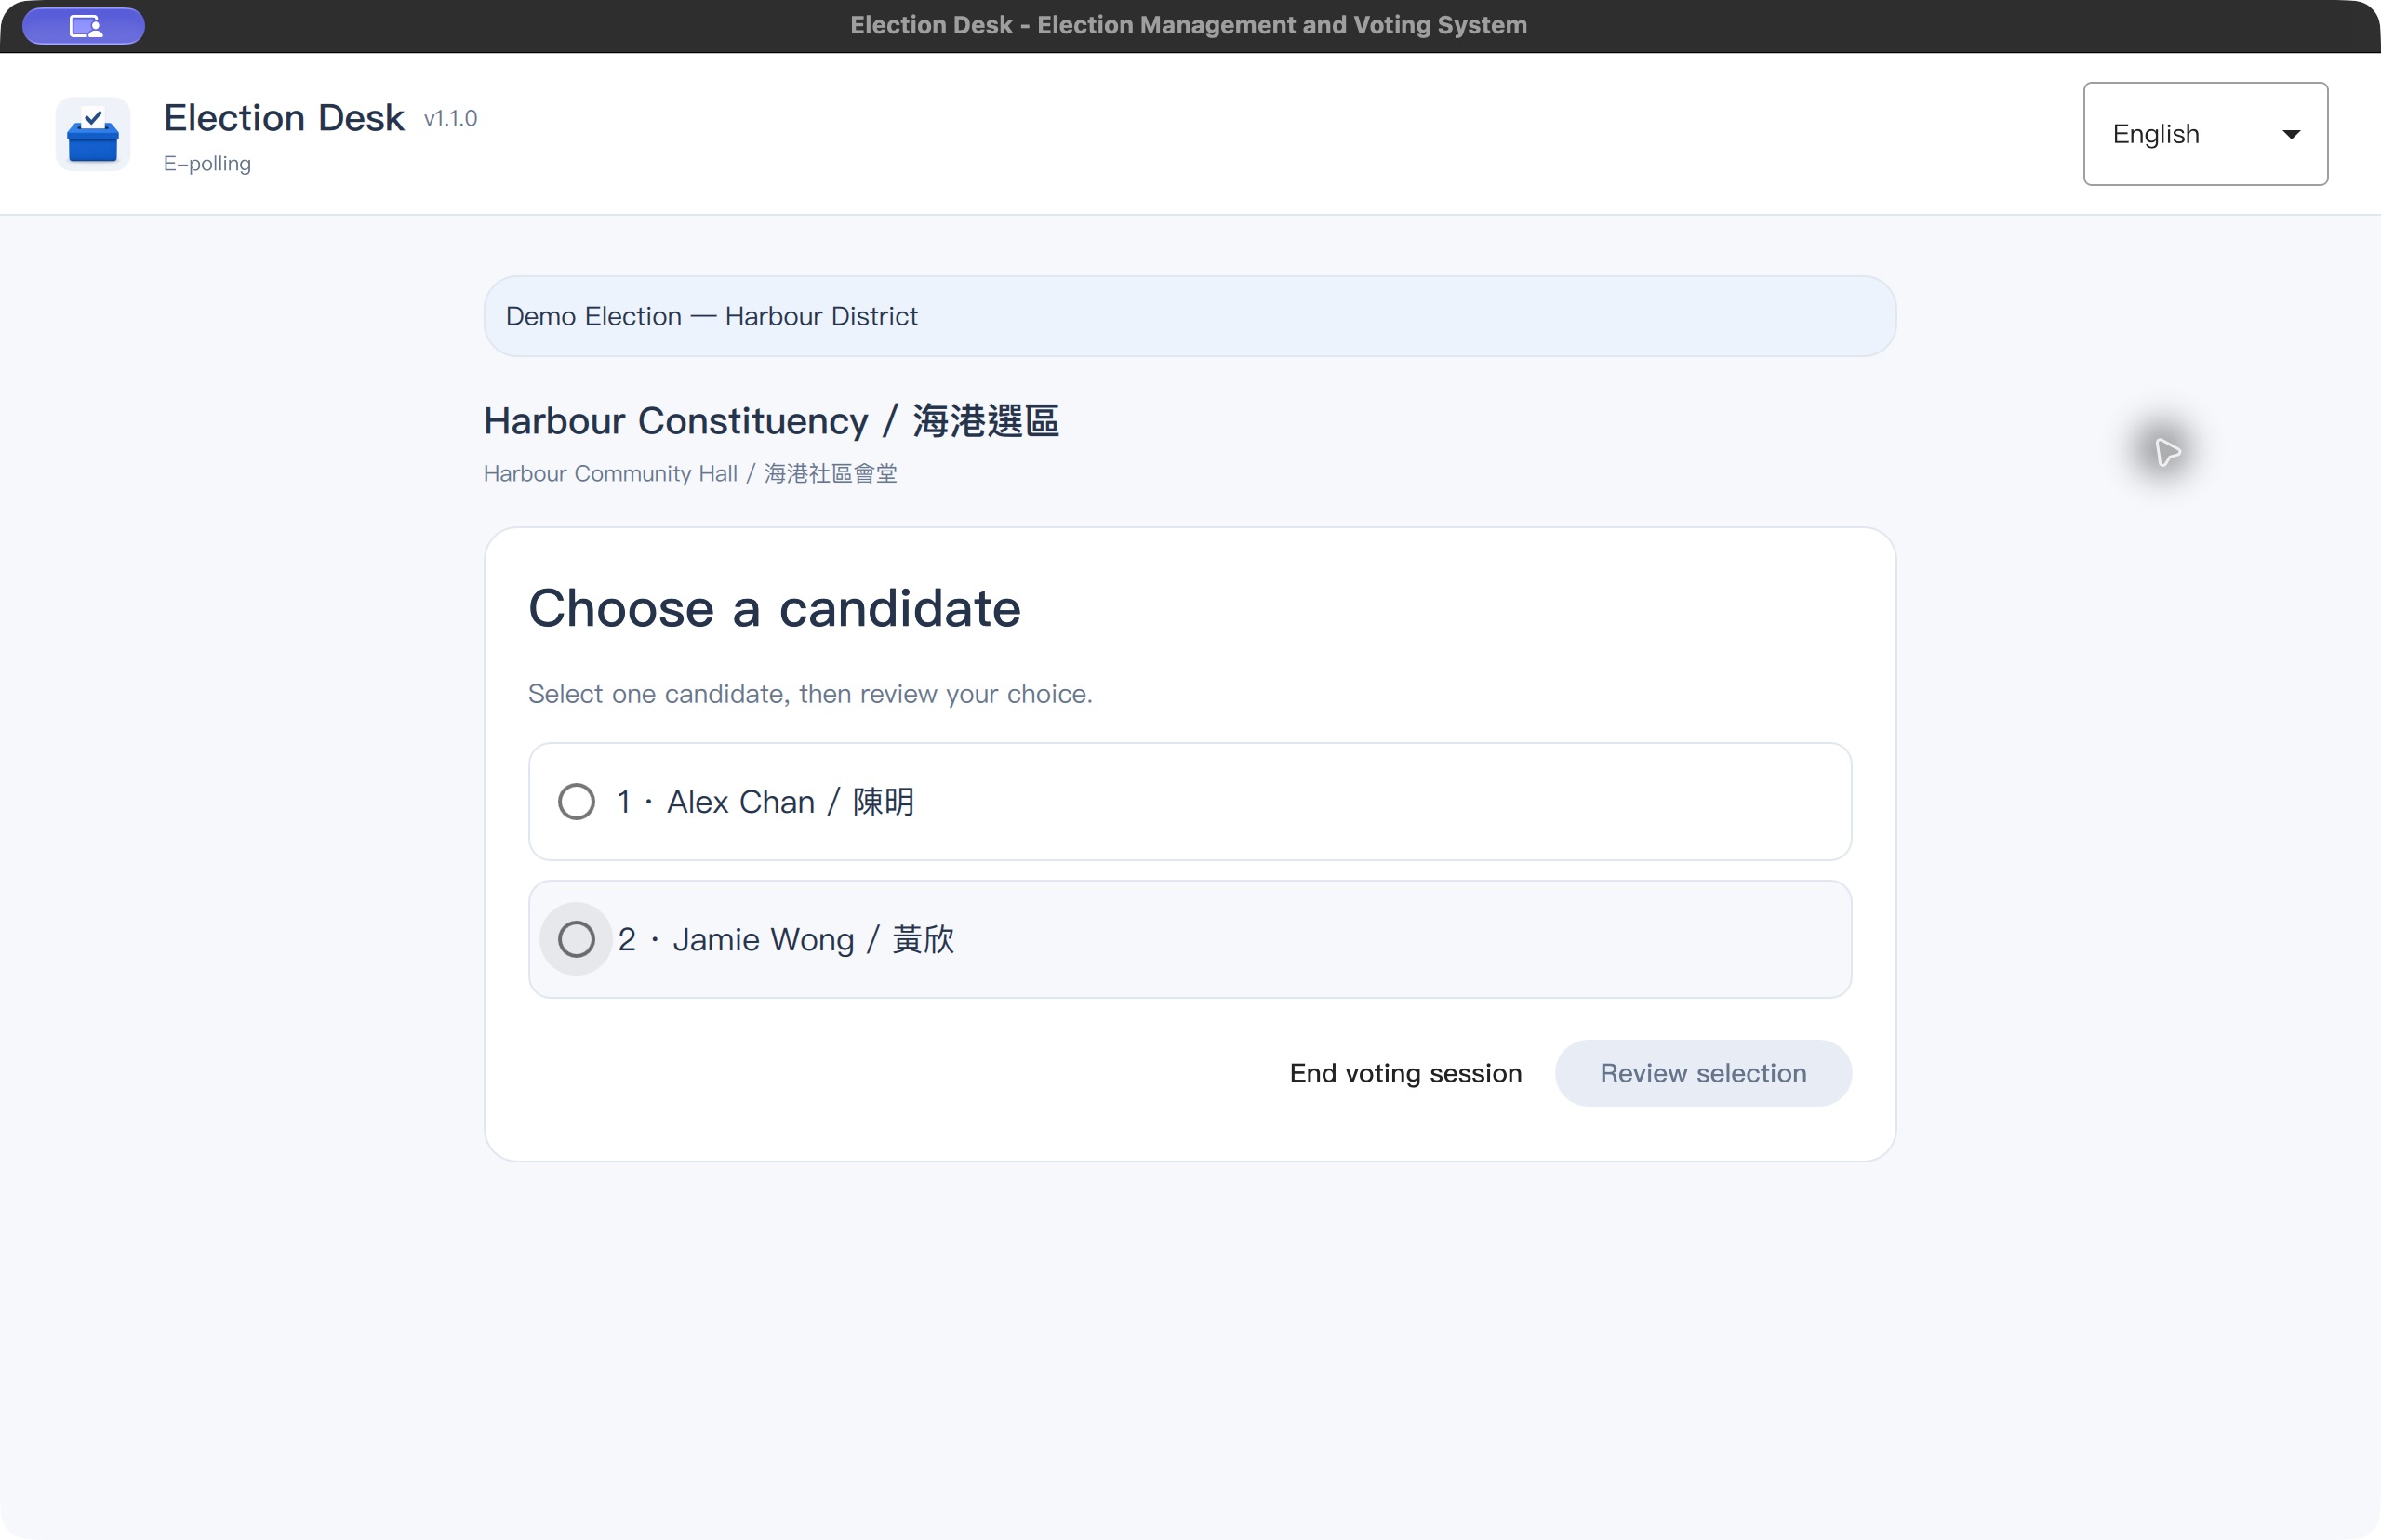 Election Desk - Election Management and Voting System
Election Desk v1.1.0
E-polling
English
Demo Election — Harbour District
Harbour Constituency / 海港選區
Harbour Community Hall / 海港社區會堂
Choose a candidate
Select one candidate, then review your choice.
1 · Alex Chan / 陳明
2 · Jamie Wong / 黃欣
End voting session
Review selection